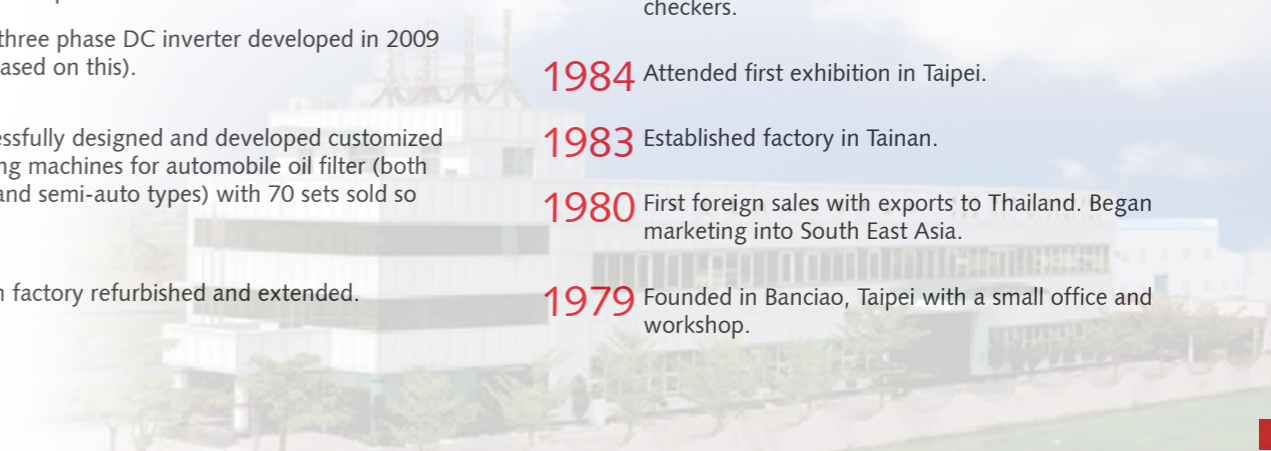 three phase DC inverter developed in 2009
ased on this).
essfully designed and developed customized
ng machines for automobile oil filter (both
and semi-auto types) with 70 sets sold so
factory refurbished and extended.
checkers.
1984 Attended first exhibition in Taipei.
1983 Established factory in Tainan.
1980 First foreign sales with exports to Thailand. Began
marketing into South East Asia.
1979 Founded in Banciao, Taipei with a small office and
workshop.